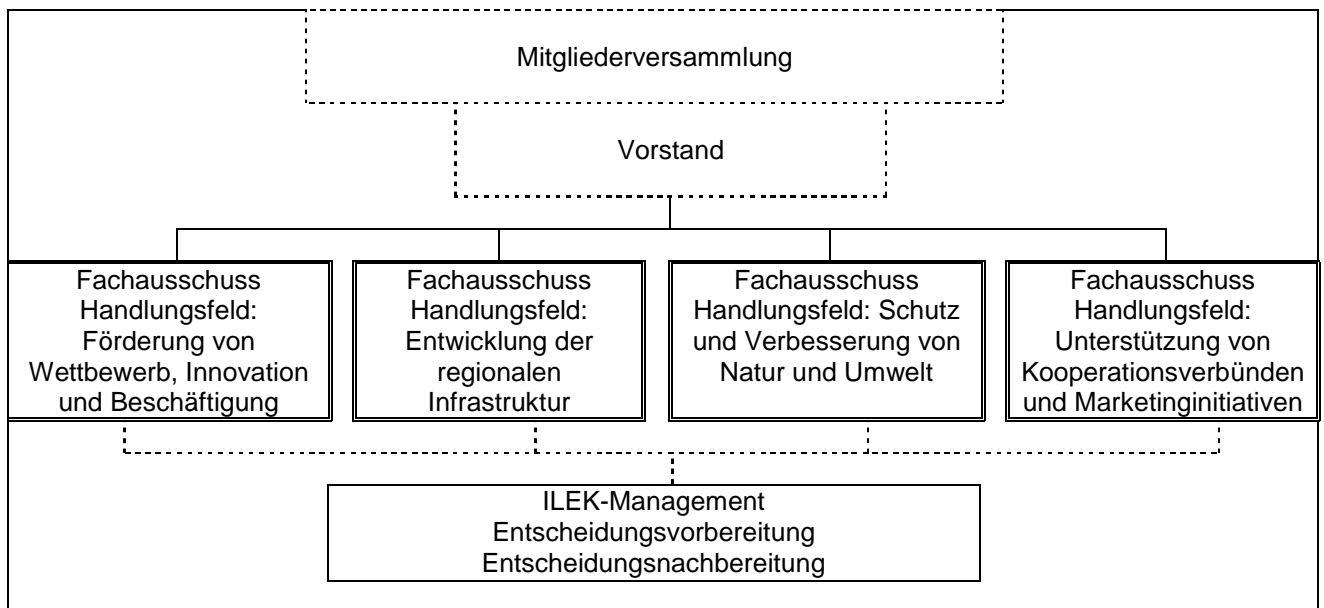 Mitgliederversammlung
Vorstand
Fachausschuss
Handlungsfeld:
Förderung von
Wettbewerb, Innovation
und Beschäftigung
Fachausschuss
Handlungsfeld:
Entwicklung der
regionalen
Infrastruktur
Fachausschuss
Handlungsfeld: Schutz
und Verbesserung von
Natur und Umwelt
Fachausschuss
Handlungsfeld:
Unterstützung von
Kooperationsverbünden
und Marketinginitiativen
ILEK-Management
Entscheidungsvorbereitung
Entscheidungsnachbereitung